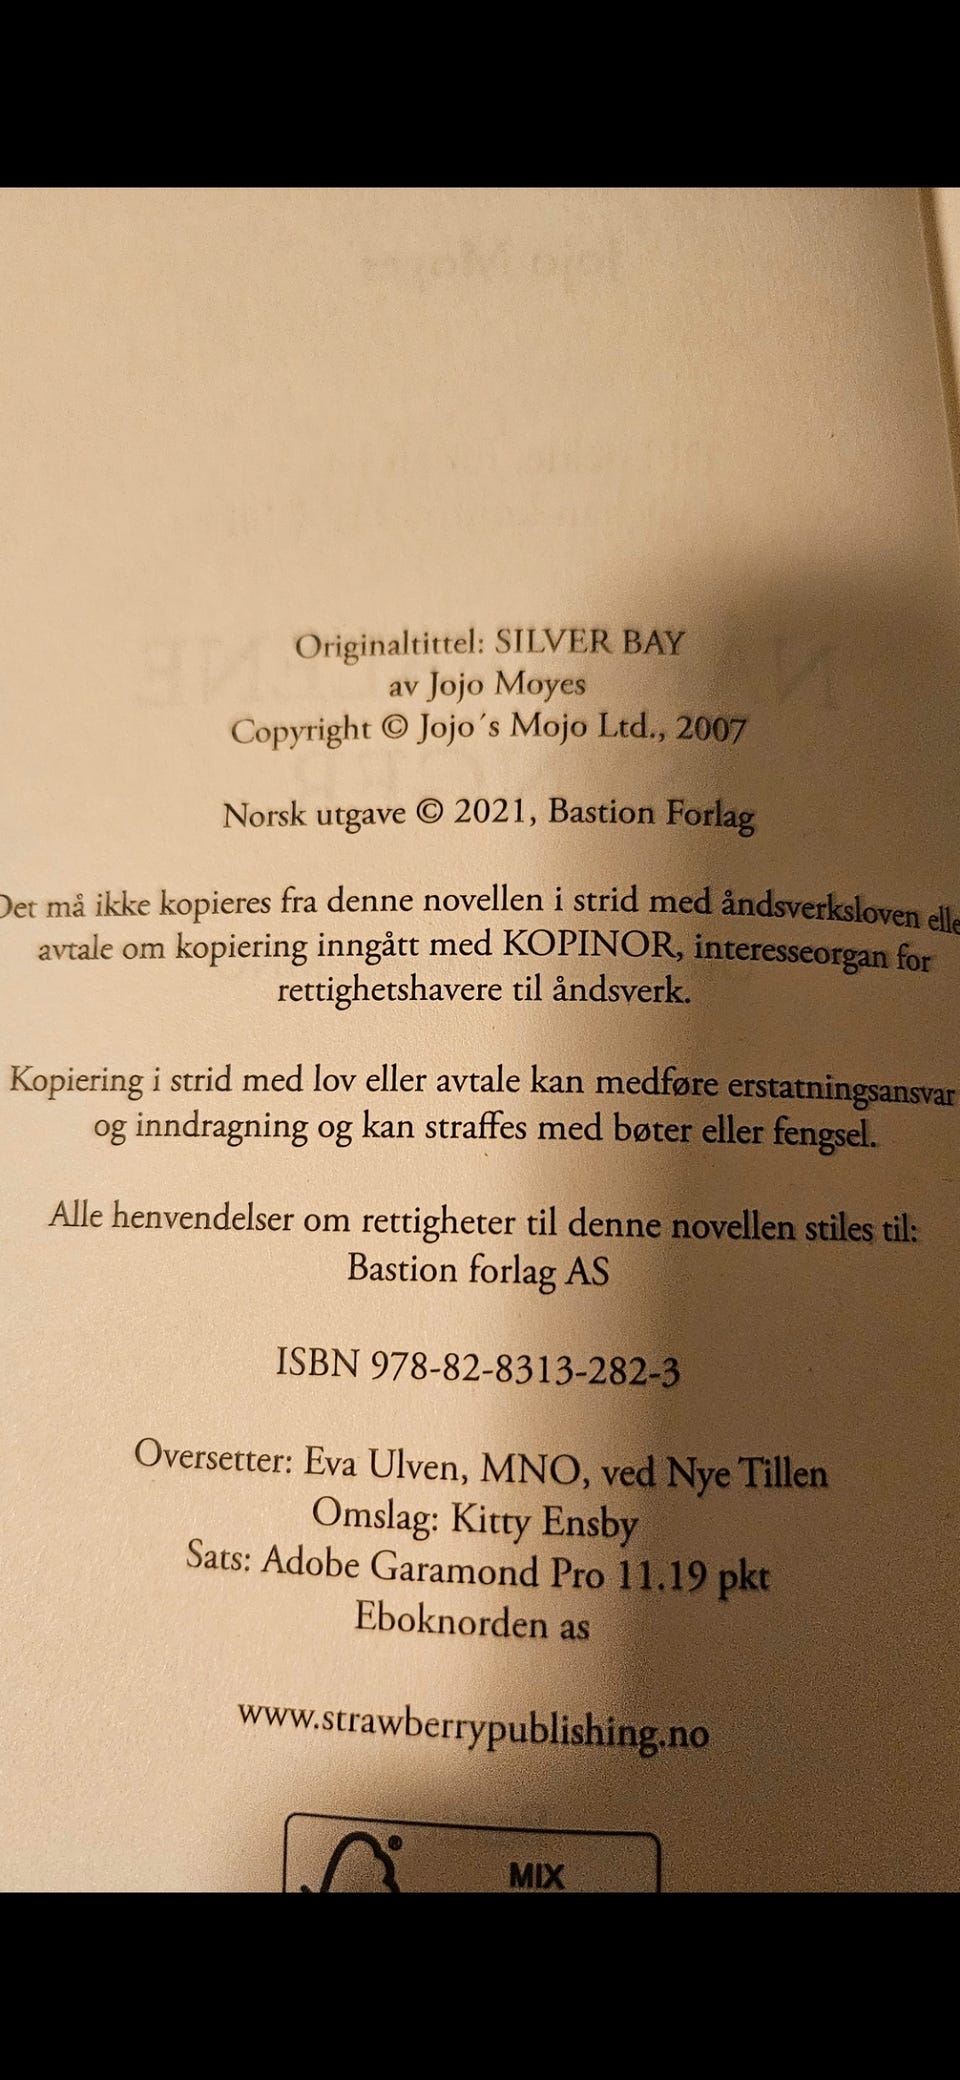 Jojo Moyes
Originaltittel: SILVER BAY
av Jojo Moyes
Copyright © Jojo´s Mojo Ltd., 2007
Norsk utgave © 2021, Bastion Forlag
Det må ikke kopieres fra denne novellen i strid med åndsverksloven elle
avtale om kopiering inngått med KOPINOR, interesseorgan for
rettighetshavere til åndsverk.
Kopiering i strid med lov eller avtale kan medføre erstatningsansvar
og inndragning og kan straffes med bøter eller fengsel.
Alle henvendelser om rettigheter til denne novellen stiles til:
Bastion forlag AS
ISBN 978-82-8313-282-3
Oversetter: Eva Ulven, MNO, ved Nye Tillen
Omslag: Kitty Ensby
Sats: Adobe Garamond Pro 11.19 pkt
Eboknorden as
www.strawberrypublishing.no
MIX